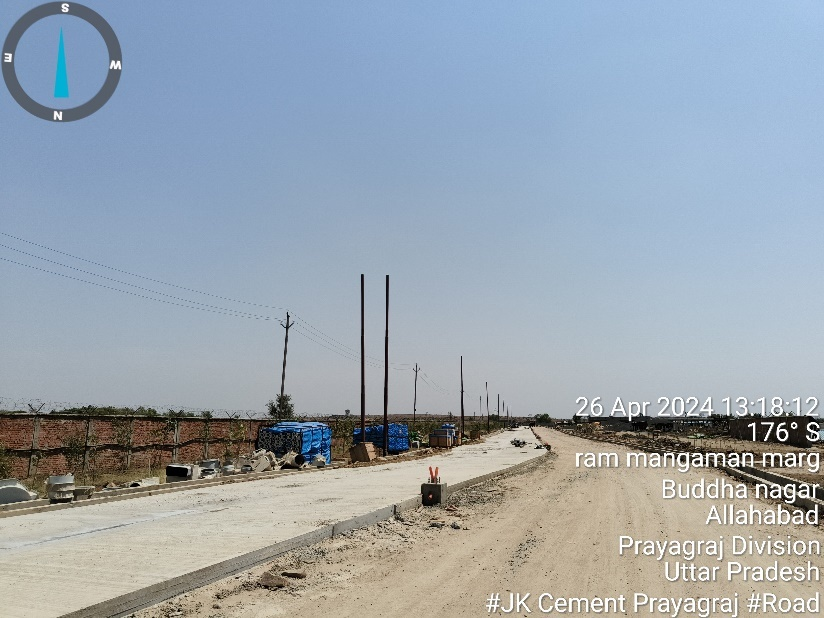 S
E
W
N
26 Apr 2024 13:18:12
176° S
ram mangaman marg
Buddha nagar
Allahabad
Prayagraj Division
Uttar Pradesh
#JK Cement Prayagraj #Road